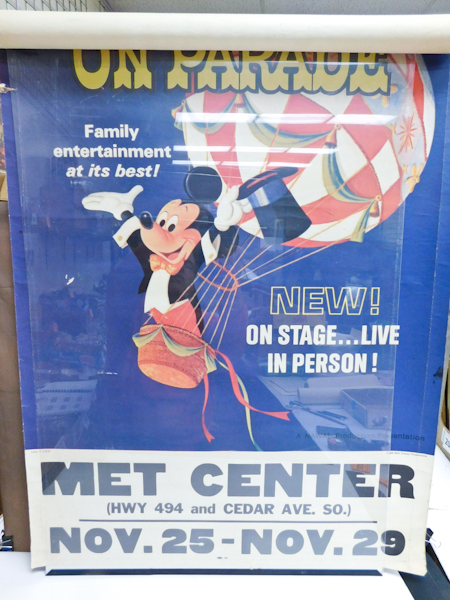 ON PARADE
Family
entertainment
at its best!
NEW!
ON STAGE...LIVE
IN PERSON!
MET CENTER
(HWY 494 and CEDAR AVE. SO.)
NOV. 25 - NOV. 29